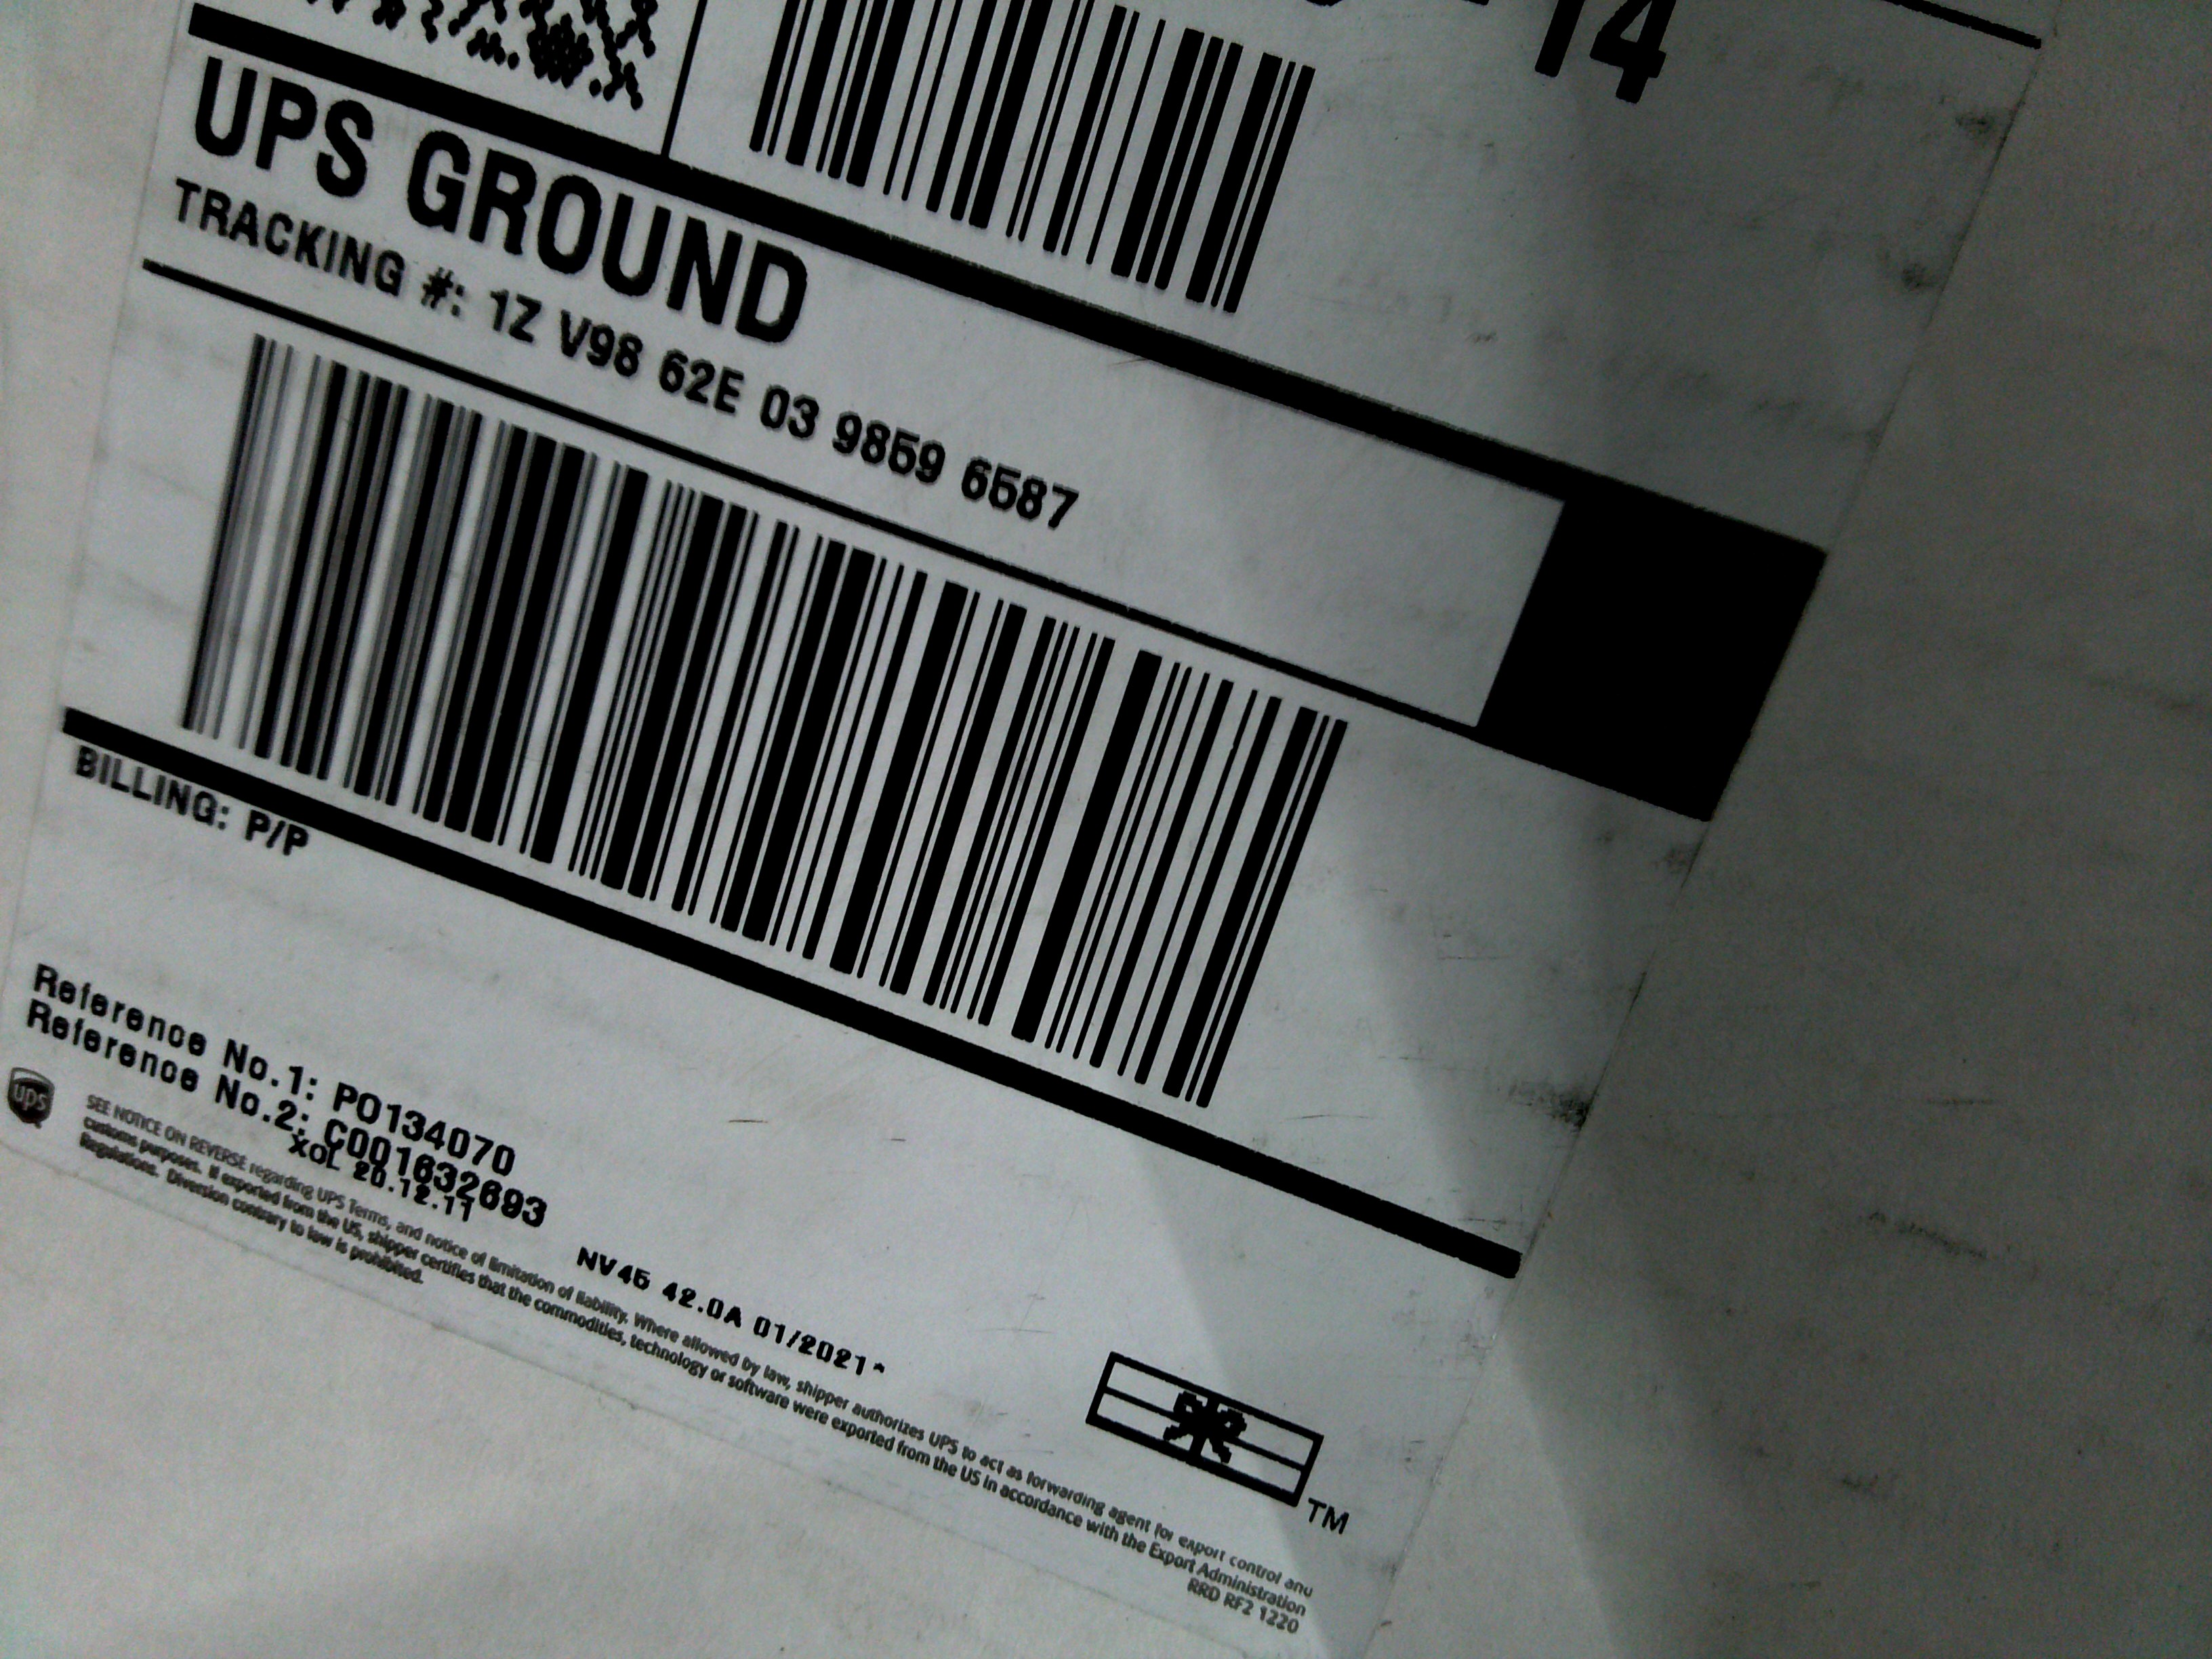 14
UPS GROUND
TRACKING #: 1Z V98 62E 03 9859 6587
BILLING: P/P
Reference No.1: PO134070
Reference No.2: C001632693
XOL 20.12.11
NV45 42.0A 01/2021*
ups
SEE NOTICE ON REVERSE regarding UPS Terms, and notice of limitation of liability. Where allowed by law, shipper authorizes UPS to act as forwarding agent for export control and
customs purposes. If exported from the US, shipper certifies that the commodities, technology or software were exported from the US in accordance with the Export Administration
Regulations. Diversion contrary to law is prohibited.
RRD RF2 1220
TM